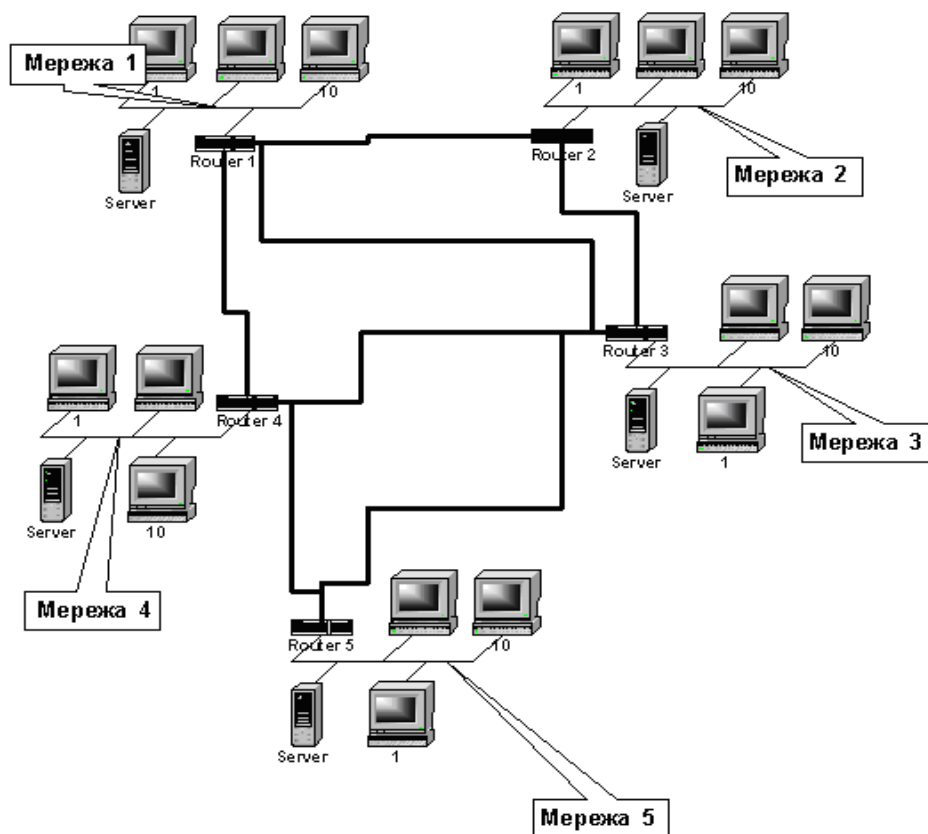 Мережа 1
1
10
Server
Router 1
1
10
Router 2
Server
Мережа 2
Router 3
10
Server
1
Мережа 3
1
Router 4
Server
10
Мережа 4
Router 5
10
Server
1
Мережа 5